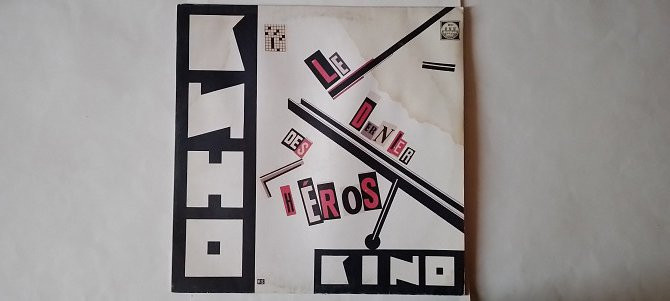 КИНО
LE
DERNIER
DES
HÉROS
KINO